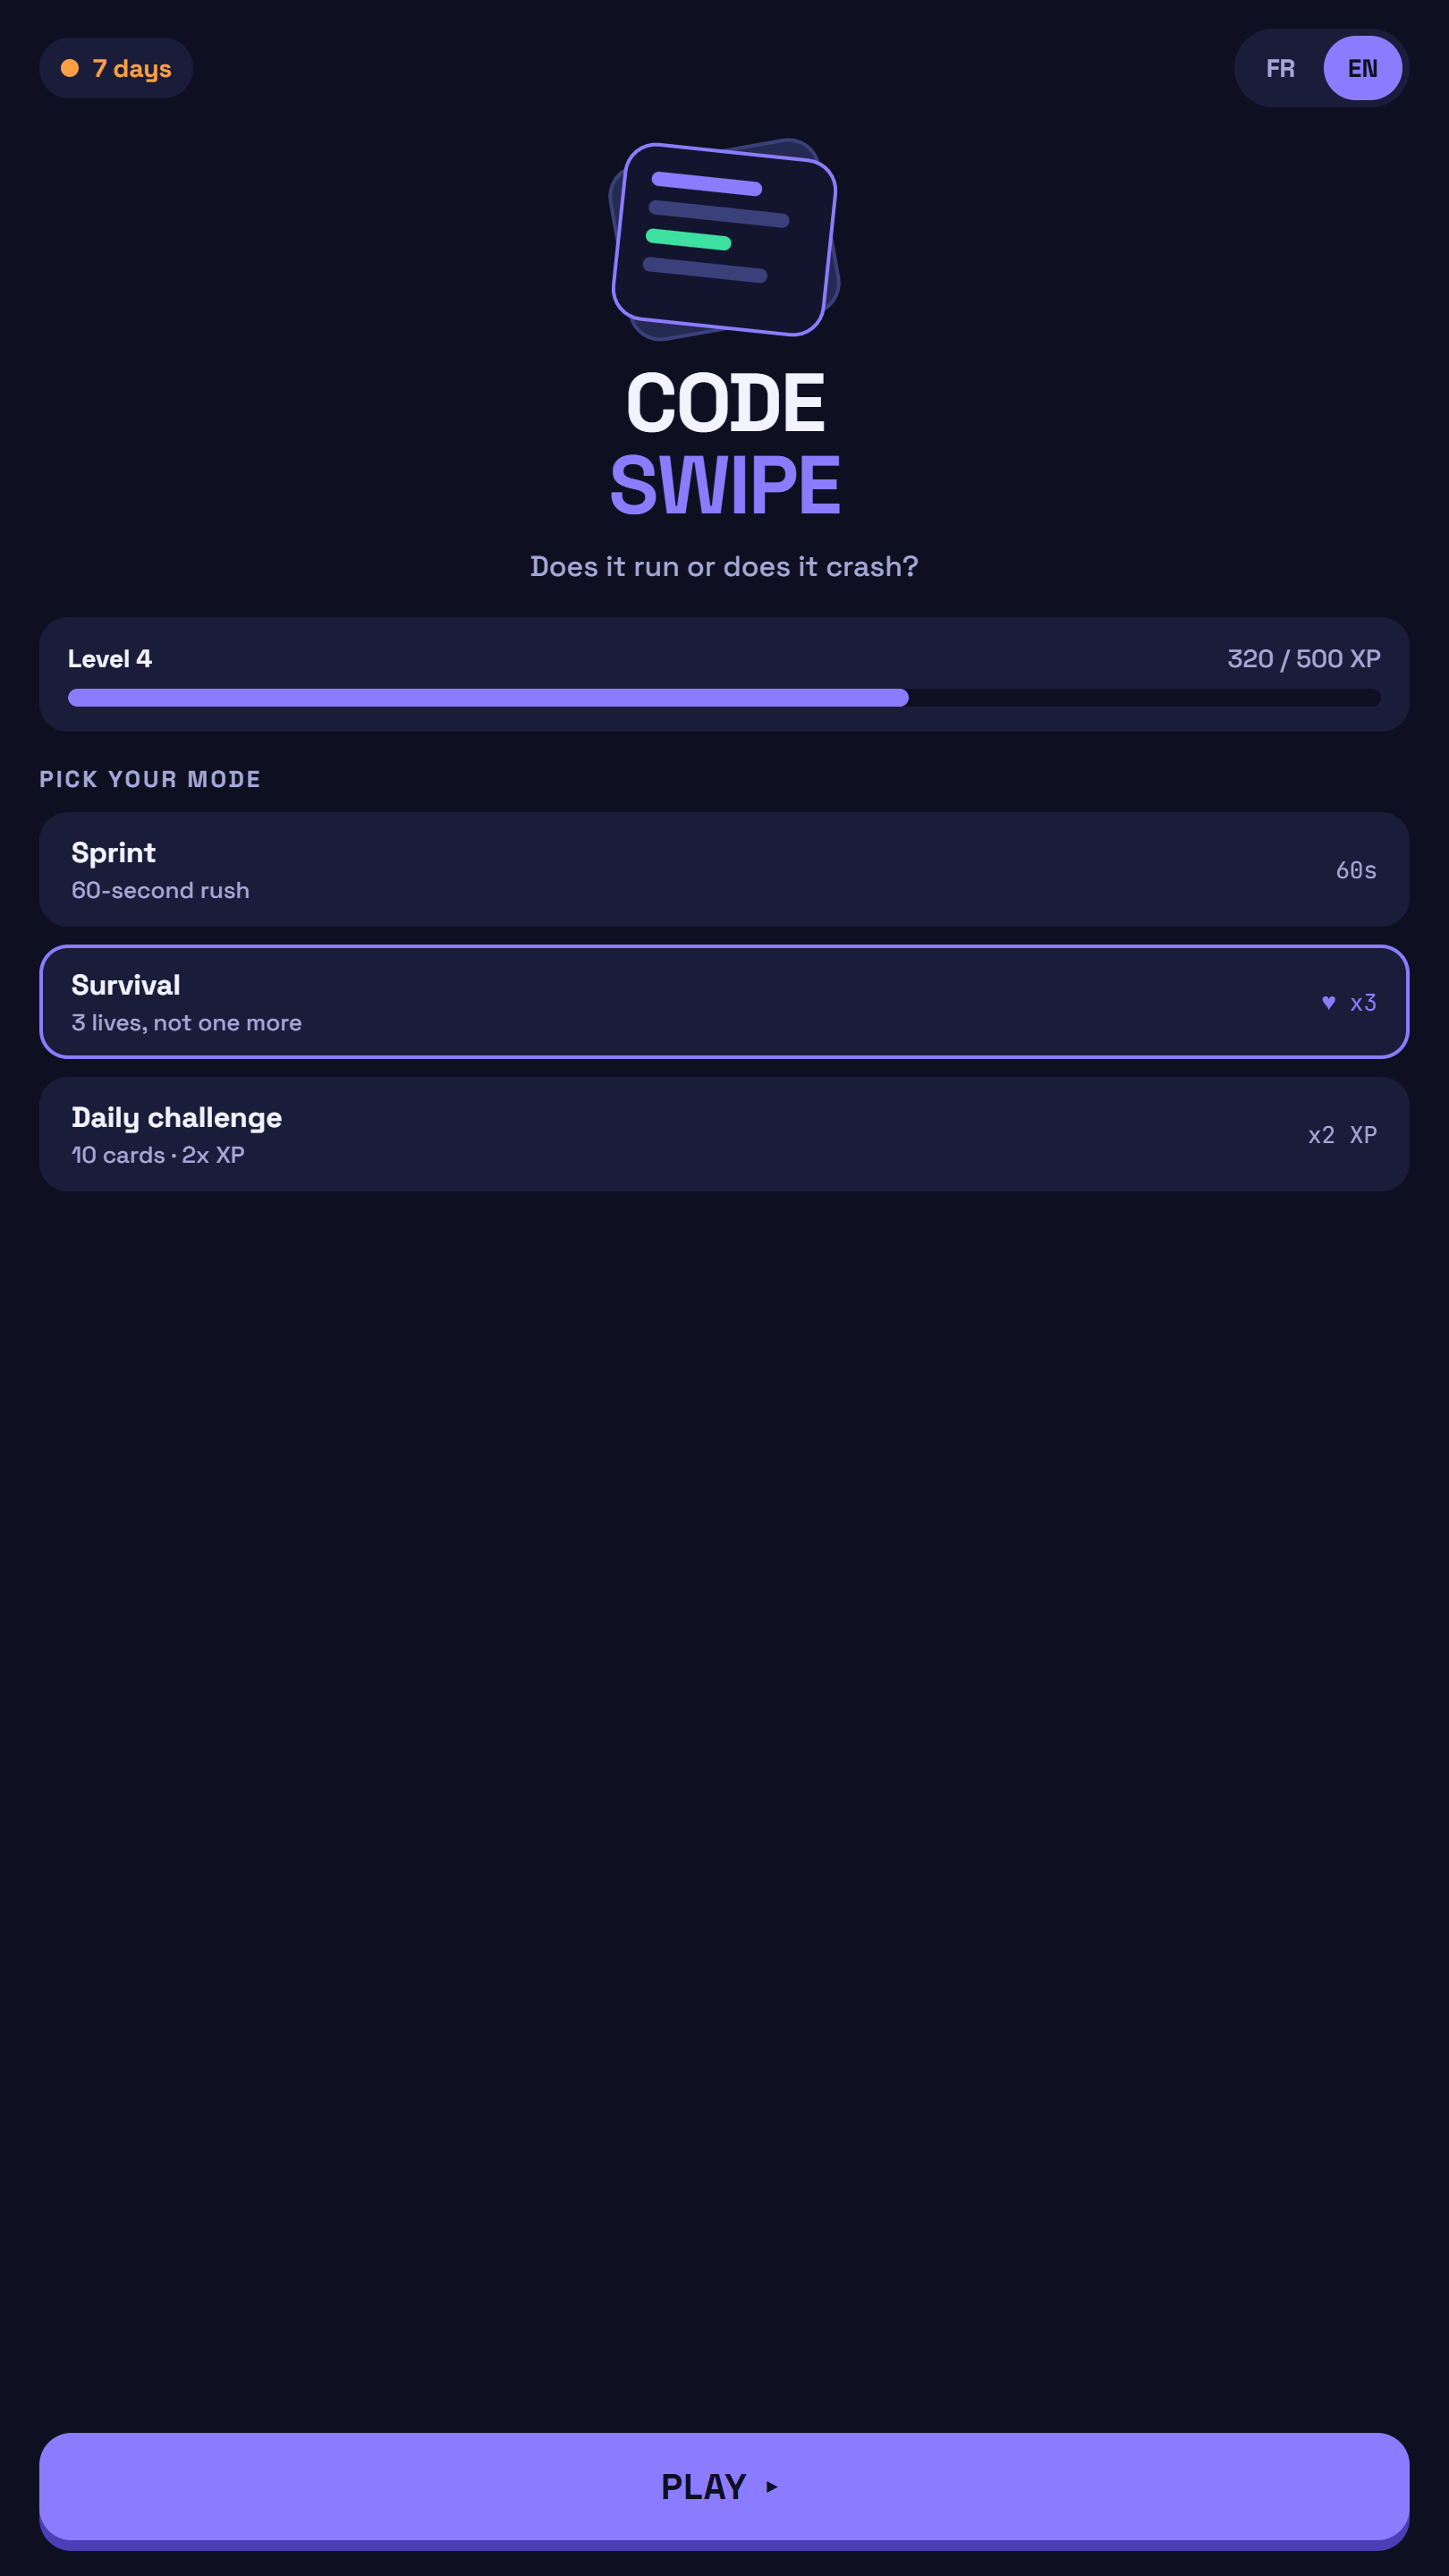 7 days
FR EN
CODE
SWIPE
Does it run or does it crash?
Level 4
320 / 500 XP
PICK YOUR MODE
Sprint
60-second rush
60s
Survival
3 lives, not one more
♥ x3
Daily challenge
10 cards · 2x XP
x2 XP
PLAY ▸